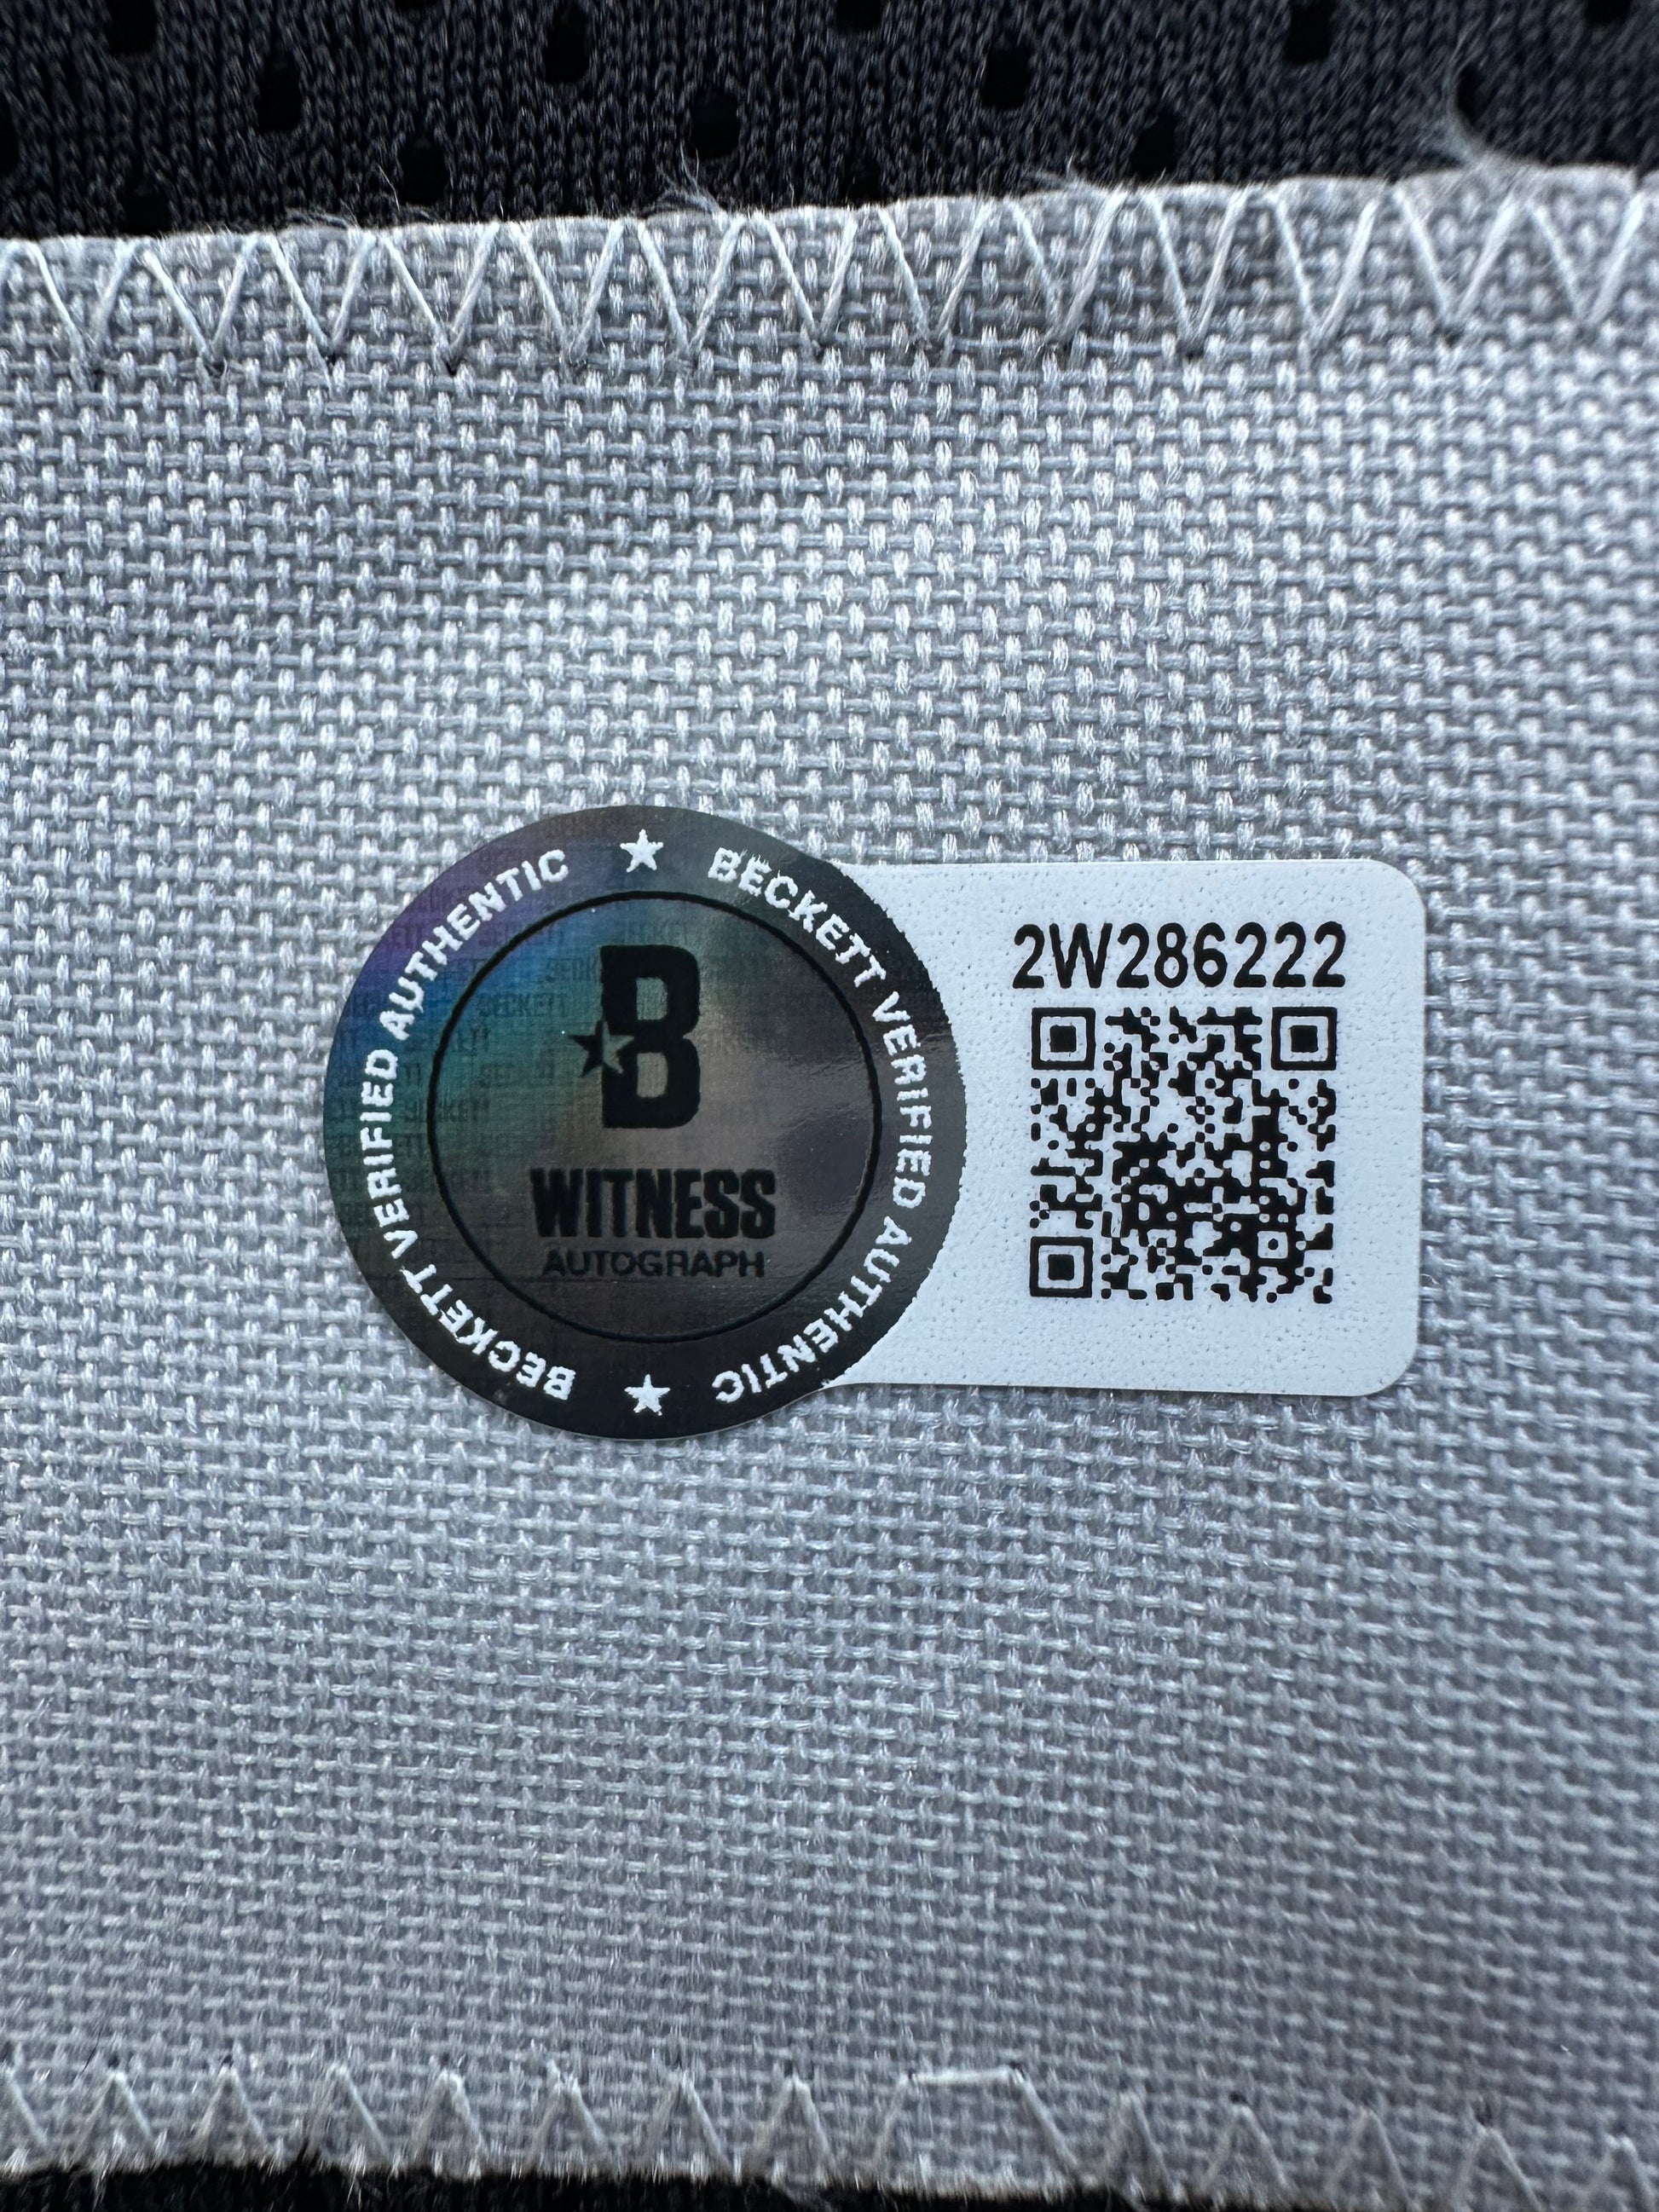 ★ BECKETT VERIFIED AUTHENTIC ★ BECKETT VERIFIED AUTHENTIC
B
WITNESS
AUTOGRAPH
2W286222